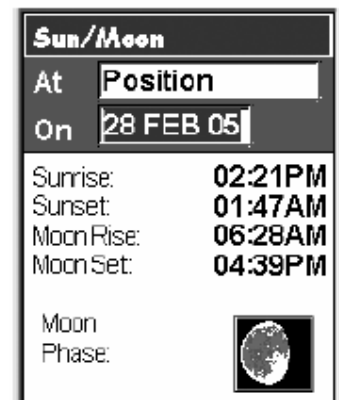 Sun/Moon
At Position
On 28 FEB 05
Sunrise: 02:21PM
Sunset: 01:47AM
Moon Rise: 06:28AM
Moon Set: 04:39PM
Moon
Phase: